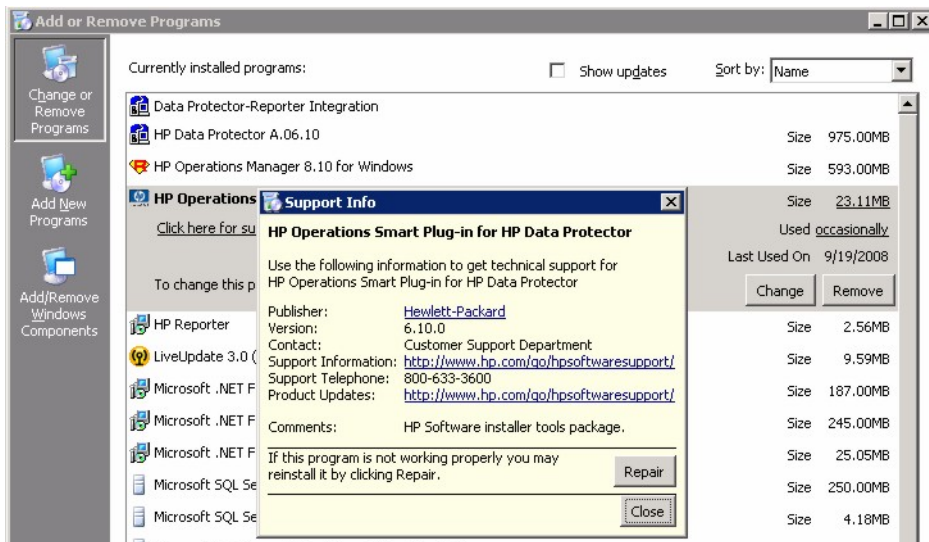 Add or Remove Programs
Change or
Remove
Programs
Add New
Programs
Add/Remove
Windows
Components
Currently installed programs:
Show updates
Sort by: Name
Data Protector-Reporter Integration
HP Data Protector A.06.10 Size 975.00MB
HP Operations Manager 8.10 for Windows Size 593.00MB
HP Operations Size 23.11MB
Click here for su Used occasionally
Last Used On 9/19/2008
To change this p Change Remove
HP Reporter Size 2.56MB
LiveUpdate 3.0 ( Size 9.59MB
Microsoft .NET F Size 187.00MB
Microsoft .NET F Size 245.00MB
Microsoft .NET F Size 25.05MB
Microsoft SQL Se Size 250.00MB
Microsoft SQL Se Size 4.18MB
Support Info
HP Operations Smart Plug-in for HP Data Protector
Use the following information to get technical support for
HP Operations Smart Plug-in for HP Data Protector
Publisher: Hewlett-Packard
Version: 6.10.0
Contact: Customer Support Department
Support Information: http://www.hp.com/go/hpsoftwaresupport/
Support Telephone: 800-633-3600
Product Updates: http://www.hp.com/go/hpsoftwaresupport/
Comments: HP Software installer tools package.
If this program is not working properly you may
reinstall it by clicking Repair.
Repair
Close